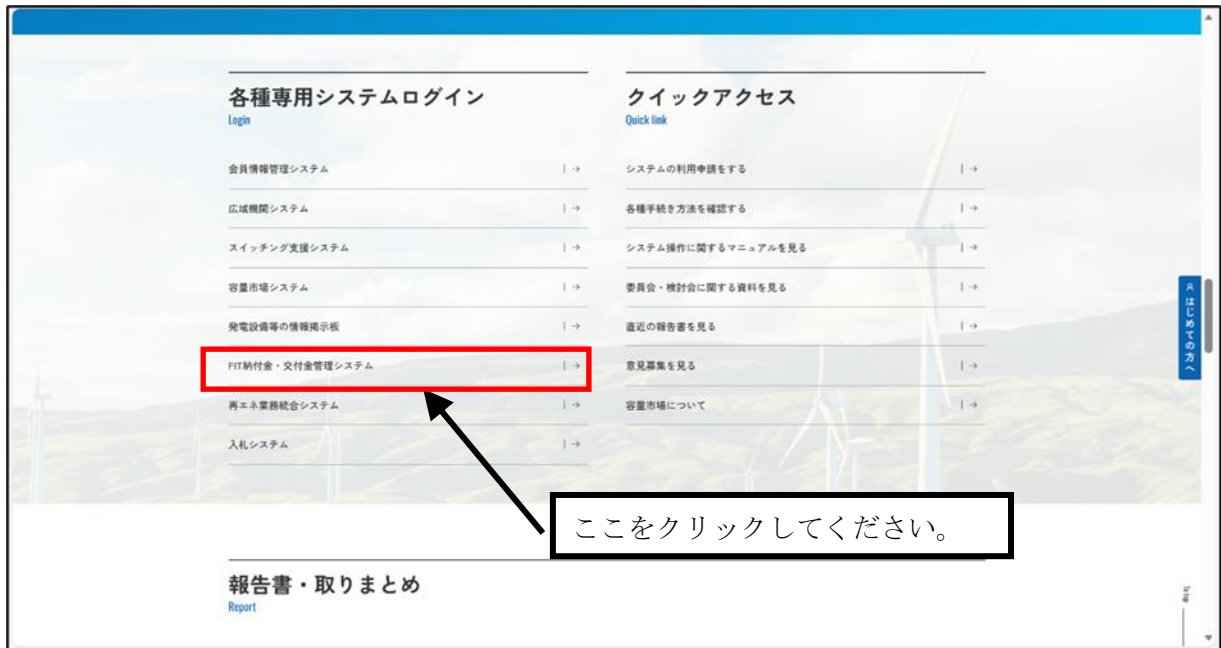 各種専用システムログイン
Login
会員情報管理システム
広域機関システム
スイッチング支援システム
容量市場システム
発電設備等の情報掲示板
FIT納付金・交付金管理システム
再エネ業務統合システム
入札システム
クイックアクセス
Quick link
システムの利用申請をする
各種手続き方法を確認する
システム操作に関するマニュアルを見る
委員会・検討会に関する資料を見る
直近の報告書を見る
意見募集を見る
容量市場について
はじめての方へ
ここをクリックしてください。
報告書・取りまとめ
Report
To top